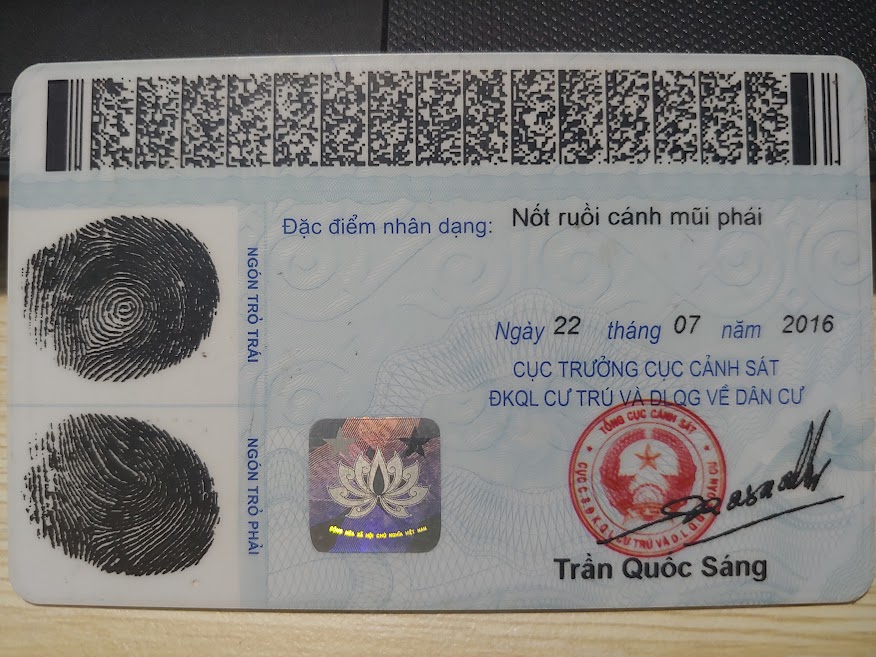 Đặc điểm nhân dạng: Nốt ruồi cánh mũi phải
NGÓN TRỎ TRÁI
Ngày 22 tháng 07 năm 2016
CỤC TRƯỞNG CỤC CẢNH SÁT
ĐKQL CƯ TRÚ VÀ DLQG VỀ DÂN CƯ
TỔNG CỤC CẢNH SÁT
CỤC C.S.ĐKQL CƯ TRÚ VÀ D.L.Q.G DÂN CƯ
NGÓN TRỎ PHẢI
CỘNG HÒA XÃ HỘI CHỦ NGHĨA VIỆT NAM
Trần Quốc Sáng